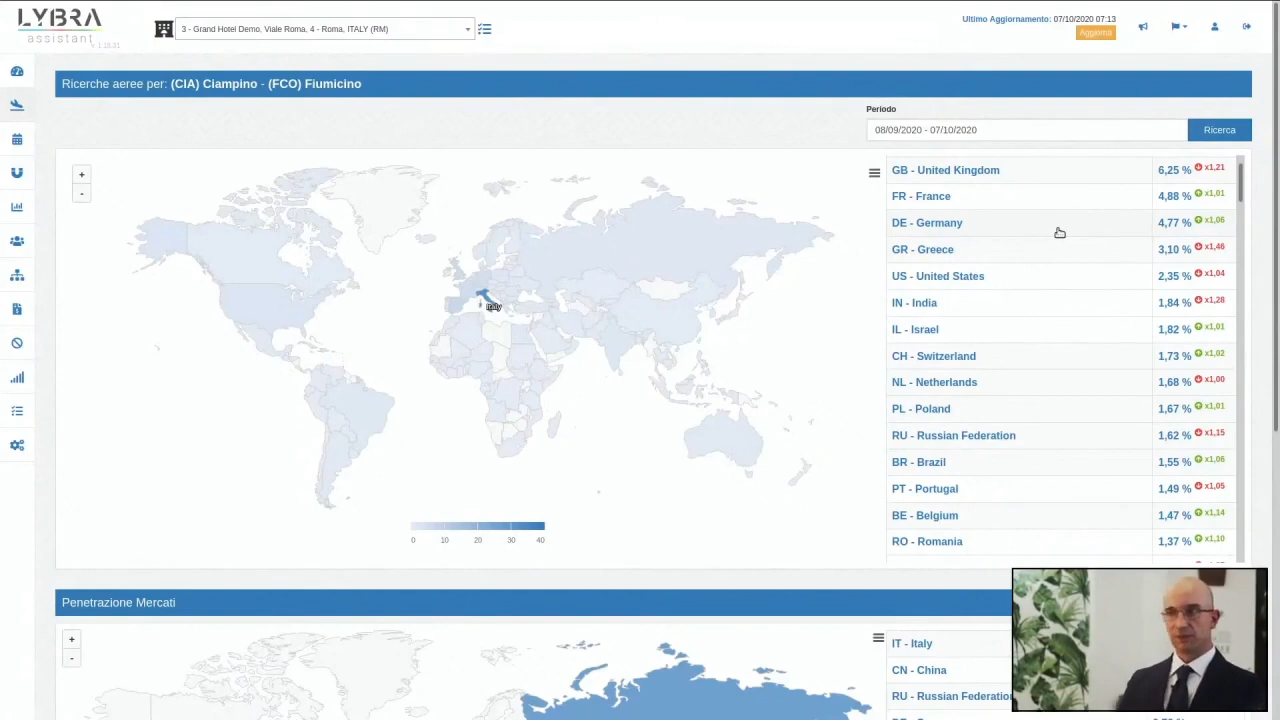 LYBRA
assistant
v. 1.18.31
3 - Grand Hotel Demo, Viale Roma, 4 - Roma, ITALY (RM)
Ultimo Aggiornamento: 07/10/2020 07:13
Aggiorna
Ricerche aeree per: (CIA) Ciampino - (FCO) Fiumicino
Periodo
08/09/2020 - 07/10/2020
Ricerca
+
-
Italy
0 10 20 30 40
GB - United Kingdom 6,25 % x1,21
FR - France 4,88 % x1,01
DE - Germany 4,77 % x1,06
GR - Greece 3,10 % x1,46
US - United States 2,35 % x1,04
IN - India 1,84 % x1,28
IL - Israel 1,82 % x1,01
CH - Switzerland 1,73 % x1,02
NL - Netherlands 1,68 % x1,00
PL - Poland 1,67 % x1,01
RU - Russian Federation 1,62 % x1,15
BR - Brazil 1,55 % x1,06
PT - Portugal 1,49 % x1,05
BE - Belgium 1,47 % x1,14
RO - Romania 1,37 % x1,10
Penetrazione Mercati
+
-
IT - Italy
CN - China
RU - Russian Federation